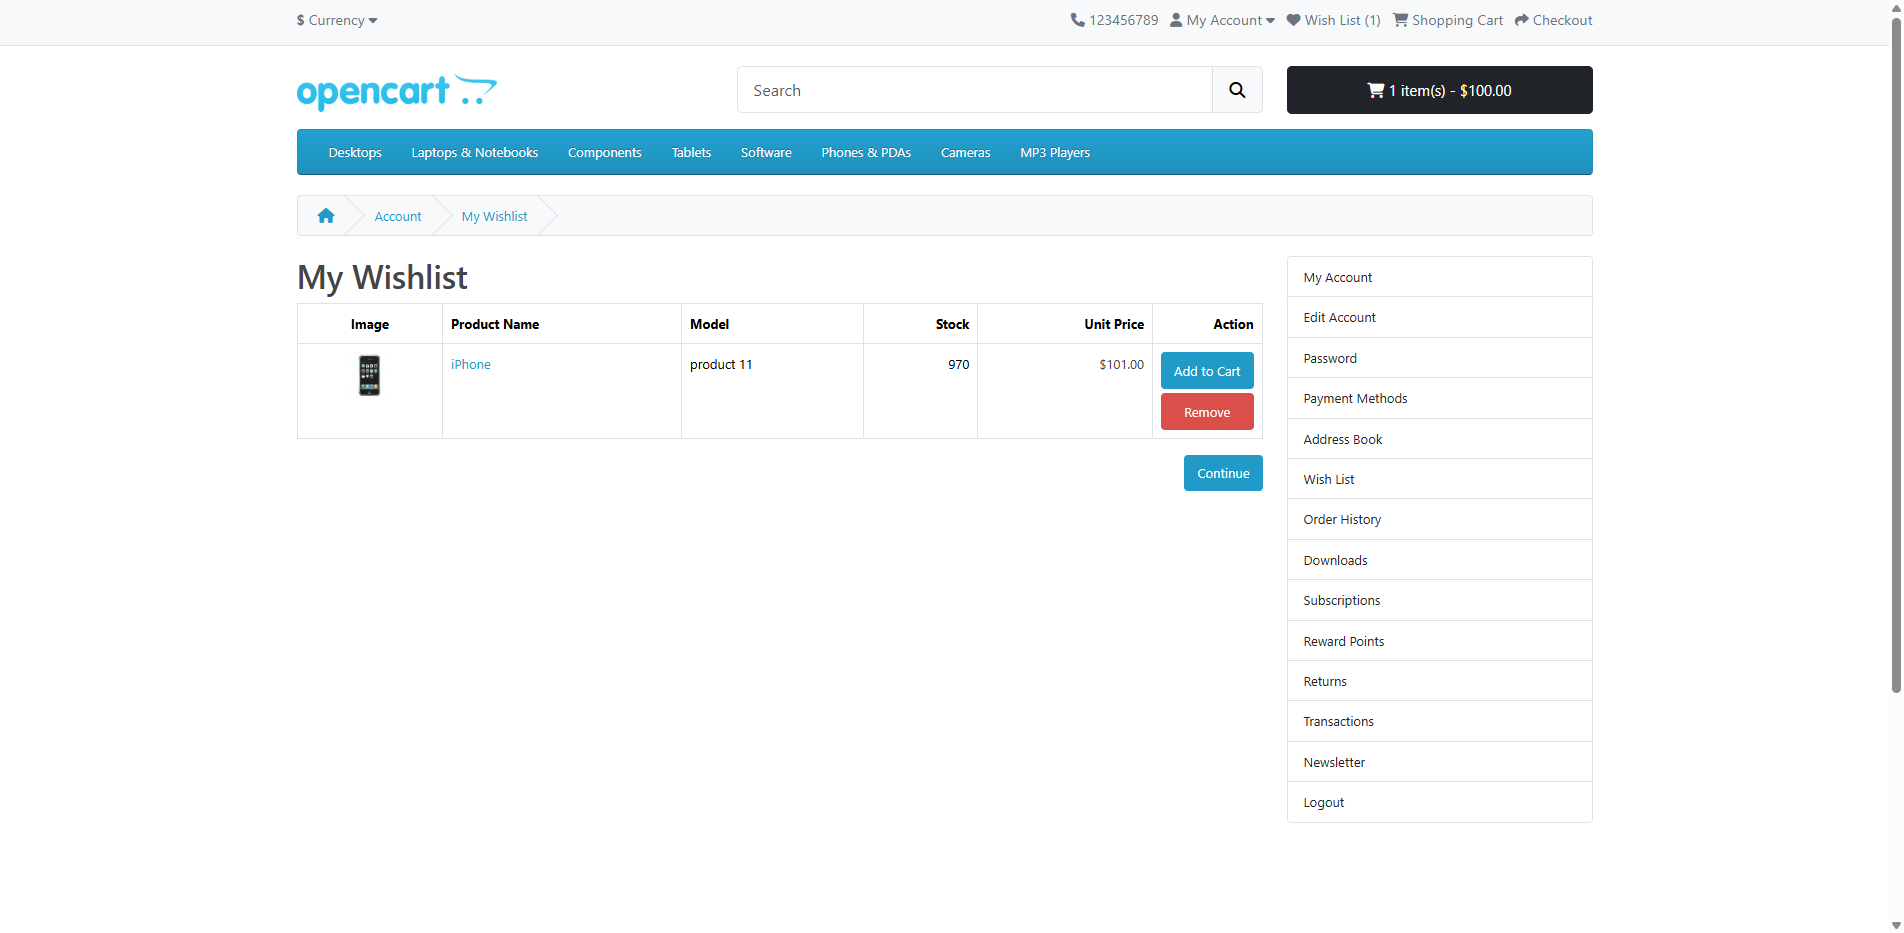 $ Currency
123456789 My Account Wish List (1) Shopping Cart Checkout
opencart
Search
1 item(s) - $100.00
Desktops Laptops & Notebooks Components Tablets Software Phones & PDAs Cameras MP3 Players
Account My Wishlist
My Wishlist
Image Product Name Model Stock Unit Price Action
iPhone product 11 970 $101.00 Add to Cart
Remove
Continue
My Account
Edit Account
Password
Payment Methods
Address Book
Wish List
Order History
Downloads
Subscriptions
Reward Points
Returns
Transactions
Newsletter
Logout